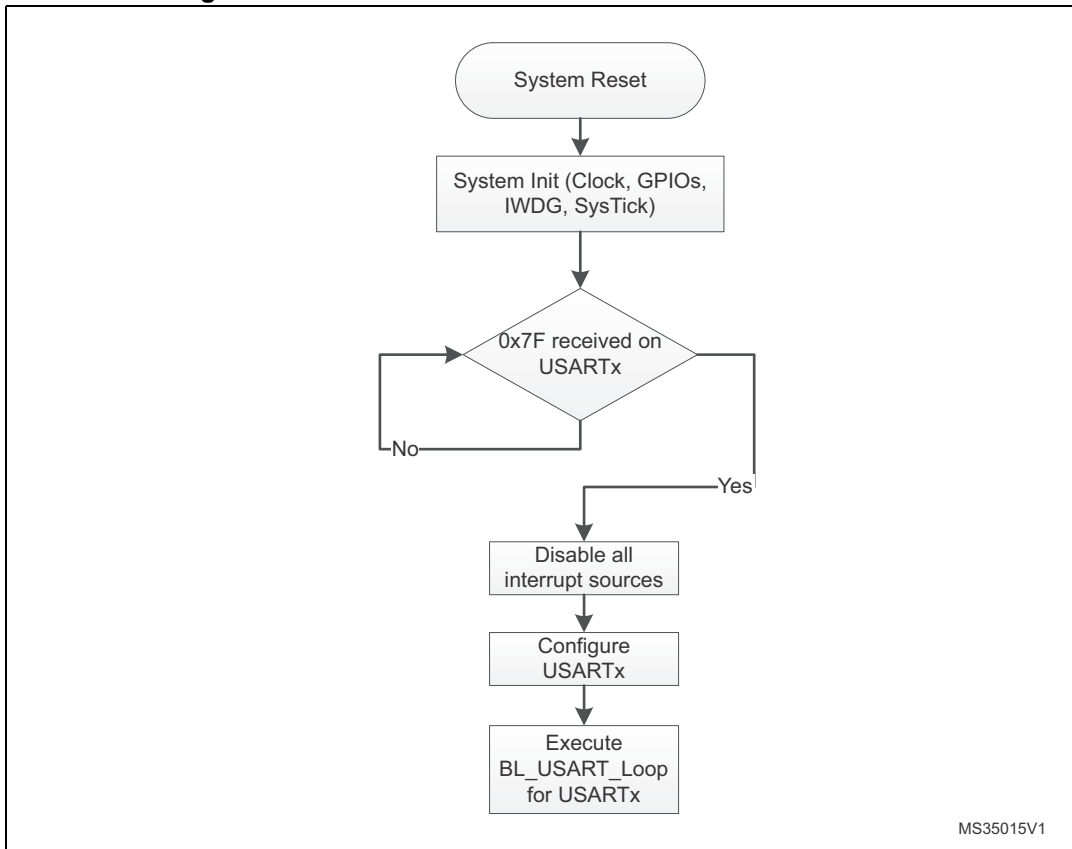 System Reset
System Init (Clock, GPIOs,
IWDG, SysTick)
0x7F received on
USARTx
No
Yes
Disable all
interrupt sources
Configure
USARTx
Execute
BL_USART_Loop
for USARTx
MS35015V1